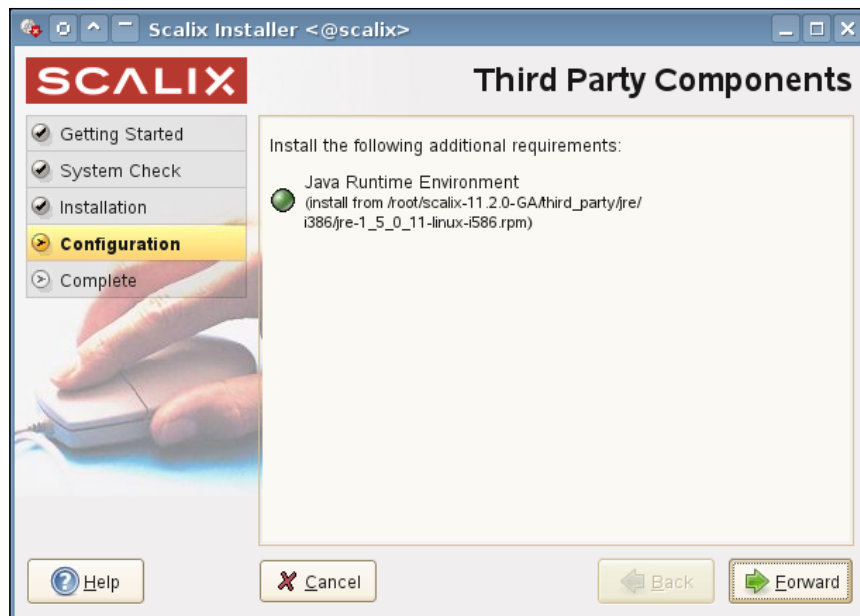 Scalix Installer <@scalix>
SCALIX
Third Party Components
Getting Started
System Check
Installation
Configuration
Complete
Install the following additional requirements:
Java Runtime Environment
(install from /root/scalix-11.2.0-GA/third_party/jre/
i386/jre-1_5_0_11-linux-i586.rpm)
Help
Cancel
Back
Forward